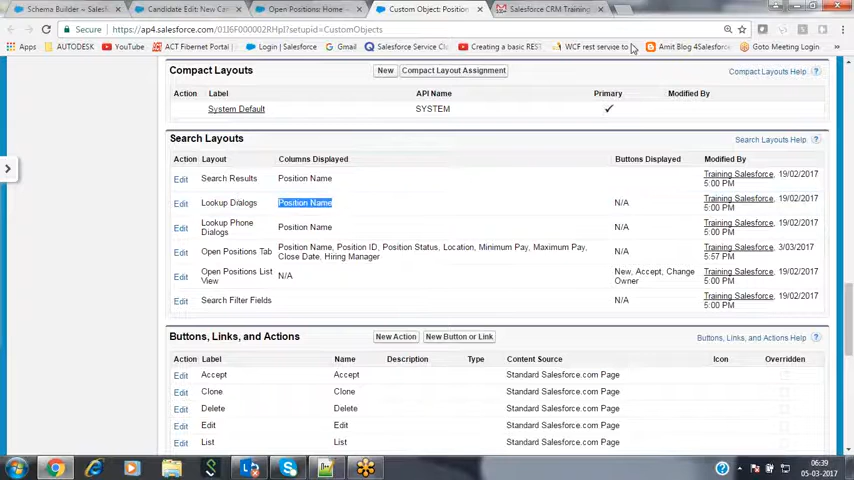 Schema Builder ~ Salesf
Candidate Edit: New Can
Open Positions: Home ~
Custom Object: Position
Salesforce CRM Training
Secure | https://ap4.salesforce.com/01I6F000002RHpI?setupid=CustomObjects
Apps
AUTODESK
YouTube
ACT Fibernet Portal
Login | Salesforce
Salesforce Service Clo
Creating a basic REST
WCF rest service to
Amit Blog 4Salesforce
Goto Meeting Login
Compact Layouts
New
Compact Layout Assignment
Compact Layouts Help
Action Label API Name Primary Modified By
System Default SYSTEM
Search Layouts
Search Layouts Help
Action Layout Columns Displayed Buttons Displayed Modified By
Edit Search Results Position Name Training Salesforce, 19/02/2017
5:00 PM
Edit Lookup Dialogs Position Name N/A Training Salesforce, 19/02/2017
5:00 PM
Edit Lookup Phone Dialogs Position Name N/A Training Salesforce, 19/02/2017
5:00 PM
Edit Open Positions Tab Position Name, Position ID, Position Status, Location, Minimum Pay, Maximum Pay, N/A Training Salesforce, 3/03/2017
Close Date, Hiring Manager 5:57 PM
Edit Open Positions List View N/A New, Accept, Change Owner Training Salesforce, 19/02/2017
5:00 PM
Edit Search Filter Fields N/A Training Salesforce, 19/02/2017
5:00 PM
Buttons, Links, and Actions
New Action
New Button or Link
Buttons, Links, and Actions Help
Action Label Name Description Type Content Source Icon Overridden
Edit Accept Accept Standard Salesforce.com Page
Edit Clone Clone Standard Salesforce.com Page
Edit Delete Delete Standard Salesforce.com Page
Edit Edit Edit Standard Salesforce.com Page
Edit List List Standard Salesforce.com Page
06:39
05-03-2017